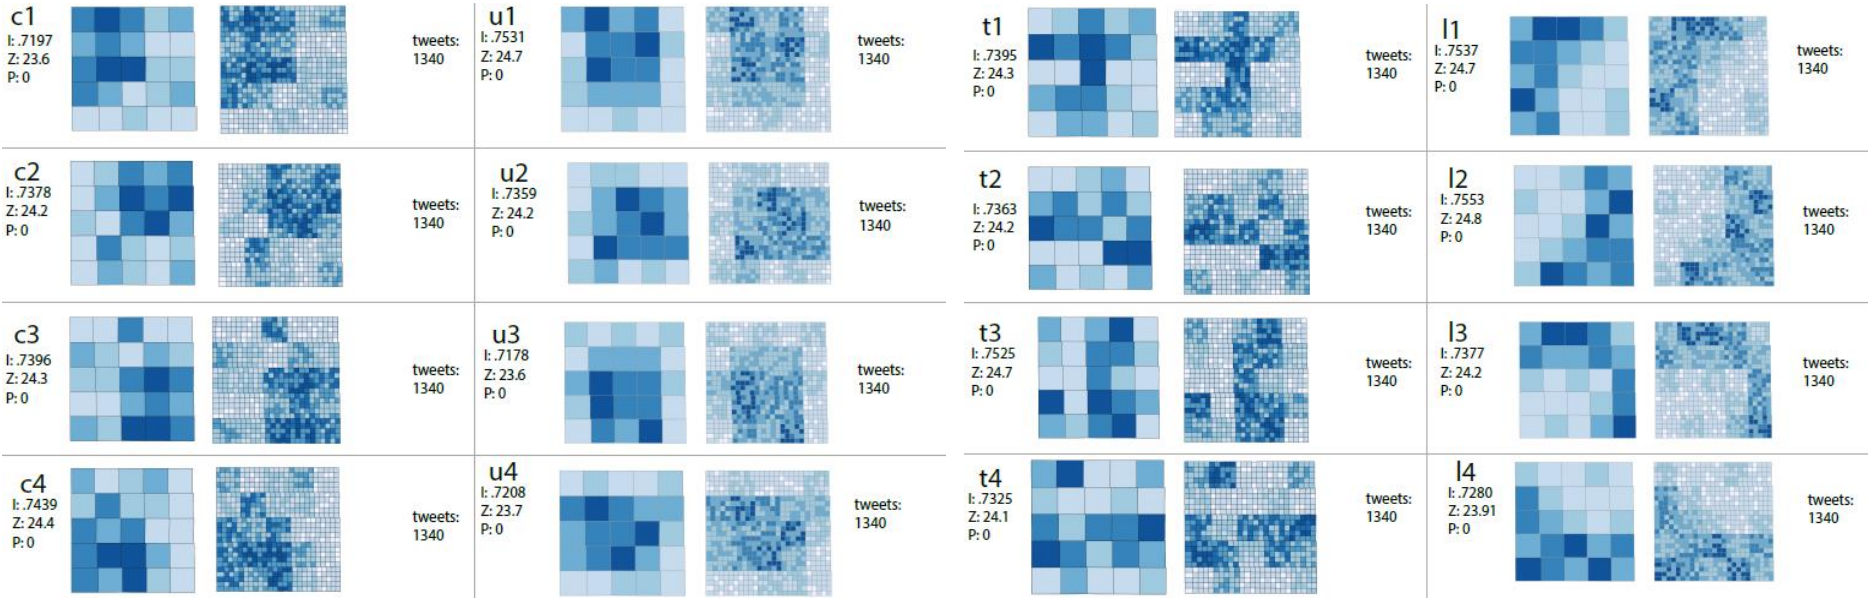 c1
I: .7197
Z: 23.6
P: 0
tweets:
1340
u1
I: .7531
Z: 24.7
P: 0
tweets:
1340
t1
I: .7395
Z: 24.3
P: 0
tweets:
1340
l1
I: .7537
Z: 24.7
P: 0
tweets:
1340
c2
I: .7378
Z: 24.2
P: 0
tweets:
1340
u2
I: .7359
Z: 24.2
P: 0
tweets:
1340
t2
I: .7363
Z: 24.2
P: 0
tweets:
1340
l2
I: .7553
Z: 24.8
P: 0
tweets:
1340
c3
I: .7396
Z: 24.3
P: 0
tweets:
1340
u3
I: .7178
Z: 23.6
P: 0
tweets:
1340
t3
I: .7525
Z: 24.7
P: 0
tweets:
1340
l3
I: .7377
Z: 24.2
P: 0
tweets:
1340
c4
I: .7439
Z: 24.4
P: 0
tweets:
1340
u4
I: .7208
Z: 23.7
P: 0
tweets:
1340
t4
I: .7325
Z: 24.1
P: 0
tweets:
1340
l4
I: .7280
Z: 23.91
P: 0
tweets:
1340